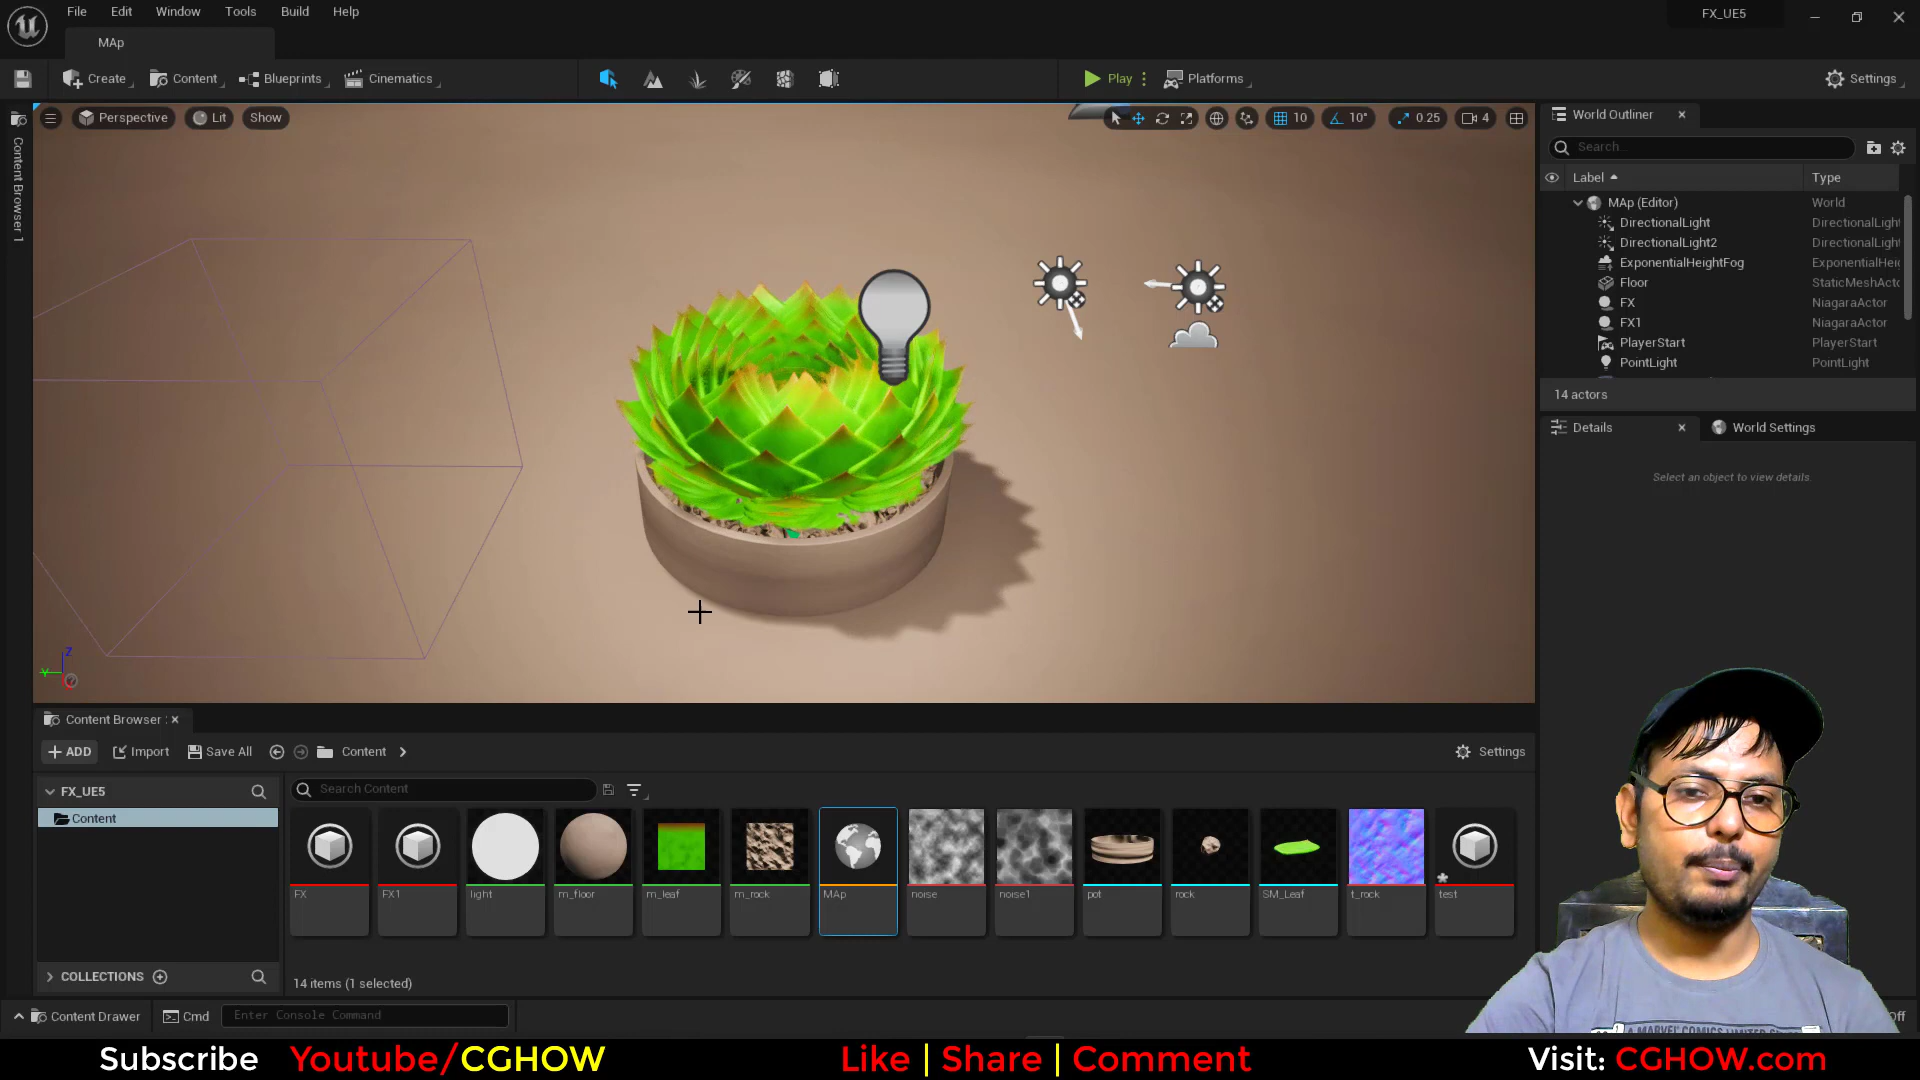 File Edit Window Tools Build Help
FX_UE5
MAp
Create Content Blueprints Cinematics
Play Platforms
Settings
Content Browser 1
Perspective Lit Show
10 10° 0.25 4
World Outliner
Search...
Label Type
MAp (Editor) World
DirectionalLight DirectionalLight
DirectionalLight2 DirectionalLight
ExponentialHeightFog ExponentialHei
Floor StaticMeshActo
FX NiagaraActor
FX1 NiagaraActor
PlayerStart PlayerStart
PointLight PointLight
14 actors
Details World Settings
Select an object to view details.
Z
Y
Content Browser
ADD Import Save All Content Settings
FX_UE5
Content
Search Content
FX FX1 light m_floor m_leaf m_rock MAp noise noise1 pot rock SM_Leaf t_rock test
COLLECTIONS
14 items (1 selected)
Content Drawer Cmd Enter Console Command
Off
A MARVEL COMICS LIMITED
Subscribe Youtube/CGHOW Like | Share | Comment Visit: CGHOW.com